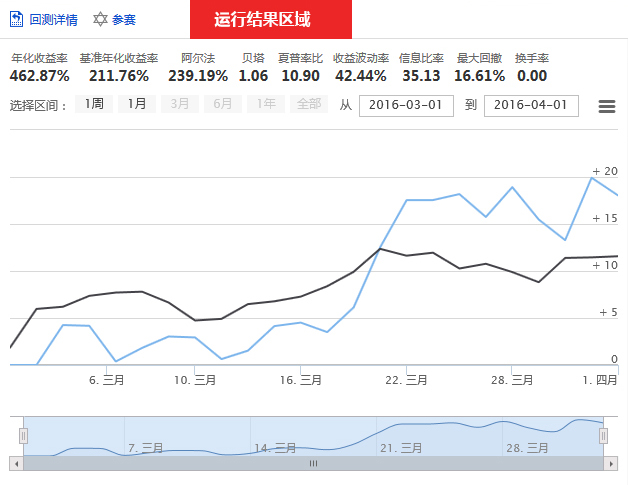 回测详情 参赛 运行结果区域
年化收益率 基准年化收益率 阿尔法 贝塔 夏普率比 收益波动率 信息比率 最大回撤 换手率
462.87% 211.76% 239.19% 1.06 10.90 42.44% 35.13 16.61% 0.00
选择区间： 1周 1月 3月 6月 1年 全部 从 2016-03-01 到 2016-04-01
+ 20
+ 15
+ 10
+ 5
0
6. 三月 10. 三月 16. 三月 22. 三月 28. 三月 1. 四月
7. 三月 14. 三月 21. 三月 28. 三月